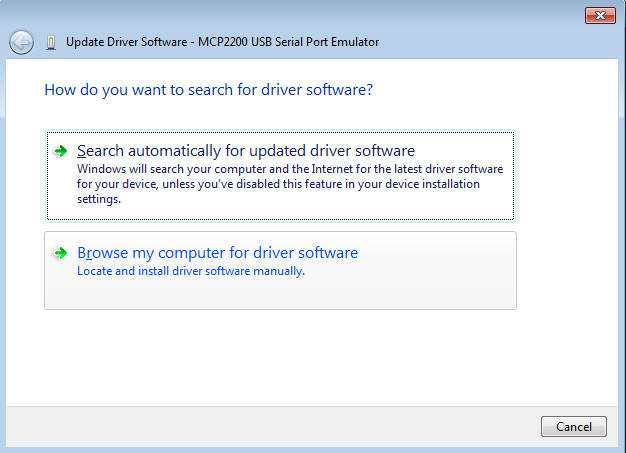 Update Driver Software - MCP2200 USB Serial Port Emulator
How do you want to search for driver software?
Search automatically for updated driver software
Windows will search your computer and the Internet for the latest driver software
for your device, unless you've disabled this feature in your device installation
settings.
Browse my computer for driver software
Locate and install driver software manually.
Cancel